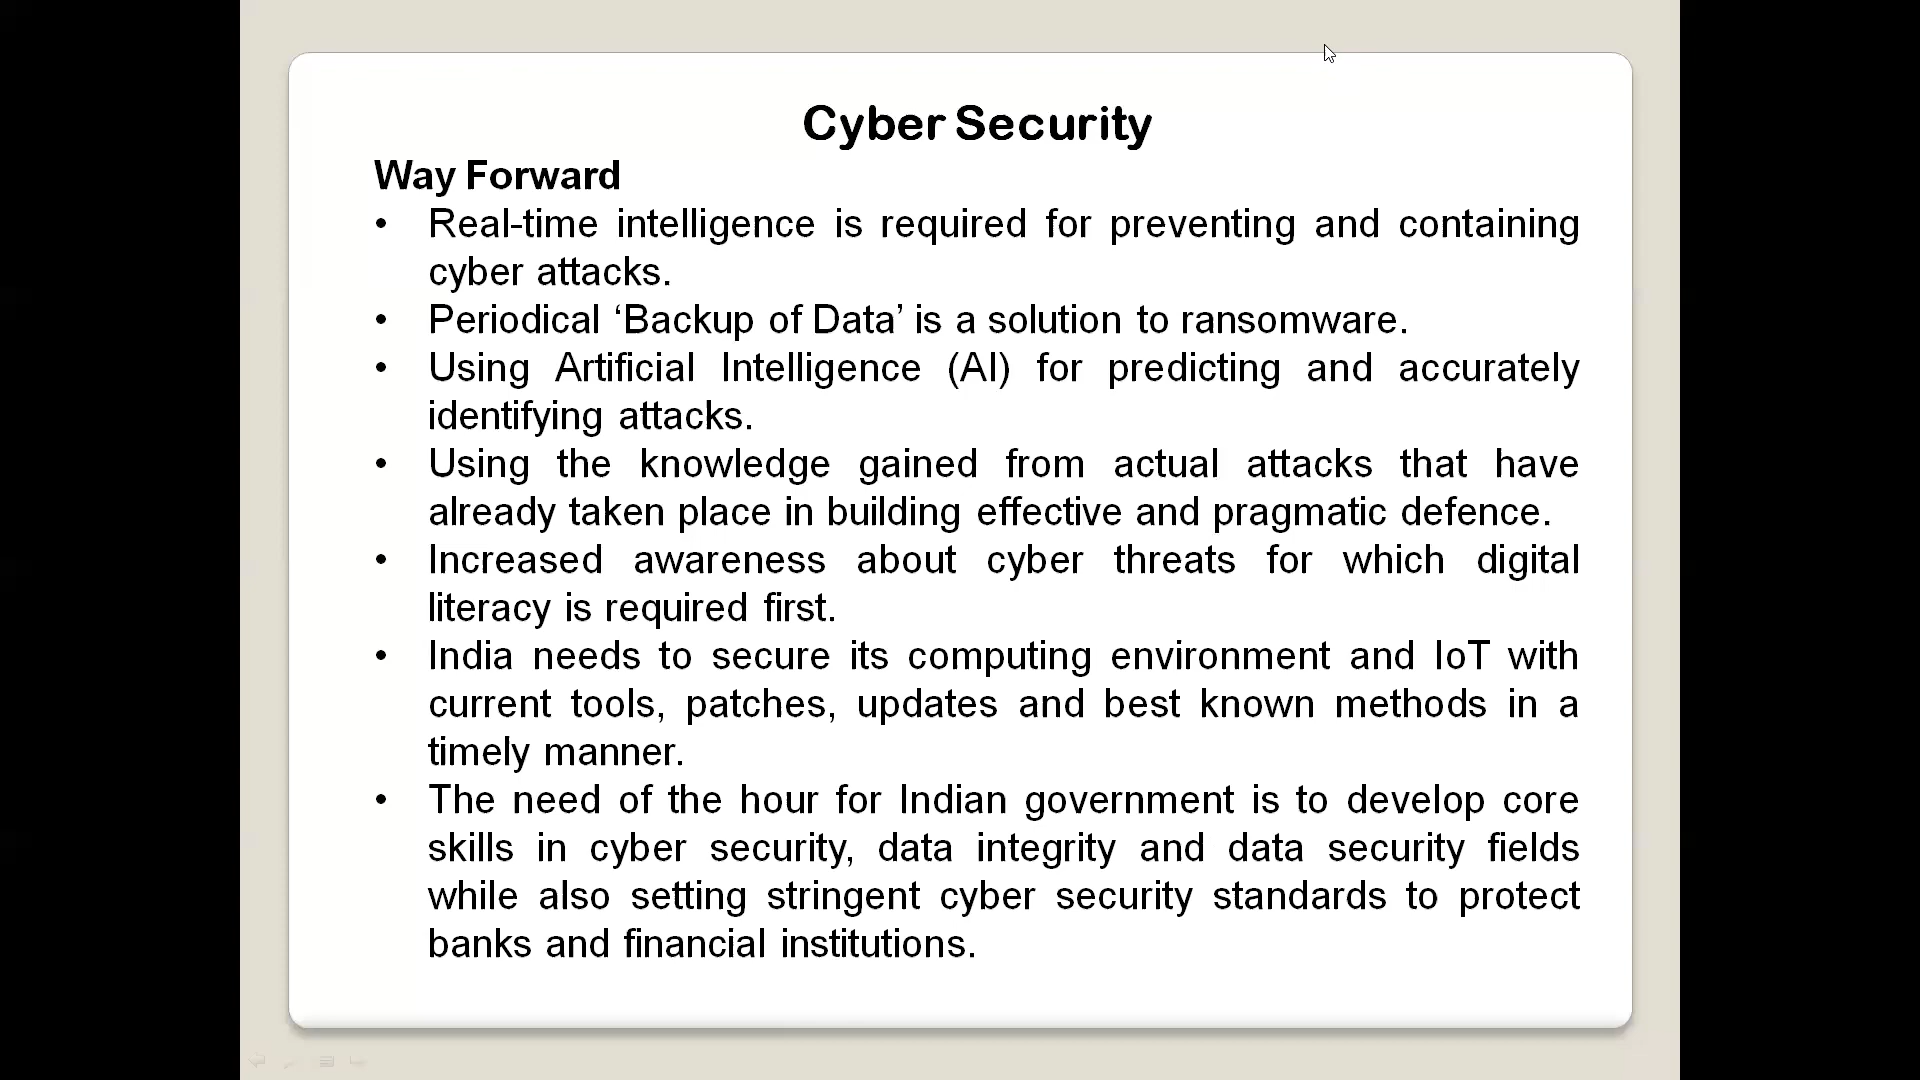 Cyber Security
Way Forward
• Real-time intelligence is required for preventing and containing
cyber attacks.
• Periodical ‘Backup of Data’ is a solution to ransomware.
• Using Artificial Intelligence (AI) for predicting and accurately
identifying attacks.
• Using the knowledge gained from actual attacks that have
already taken place in building effective and pragmatic defence.
• Increased awareness about cyber threats for which digital
literacy is required first.
• India needs to secure its computing environment and IoT with
current tools, patches, updates and best known methods in a
timely manner.
• The need of the hour for Indian government is to develop core
skills in cyber security, data integrity and data security fields
while also setting stringent cyber security standards to protect
banks and financial institutions.